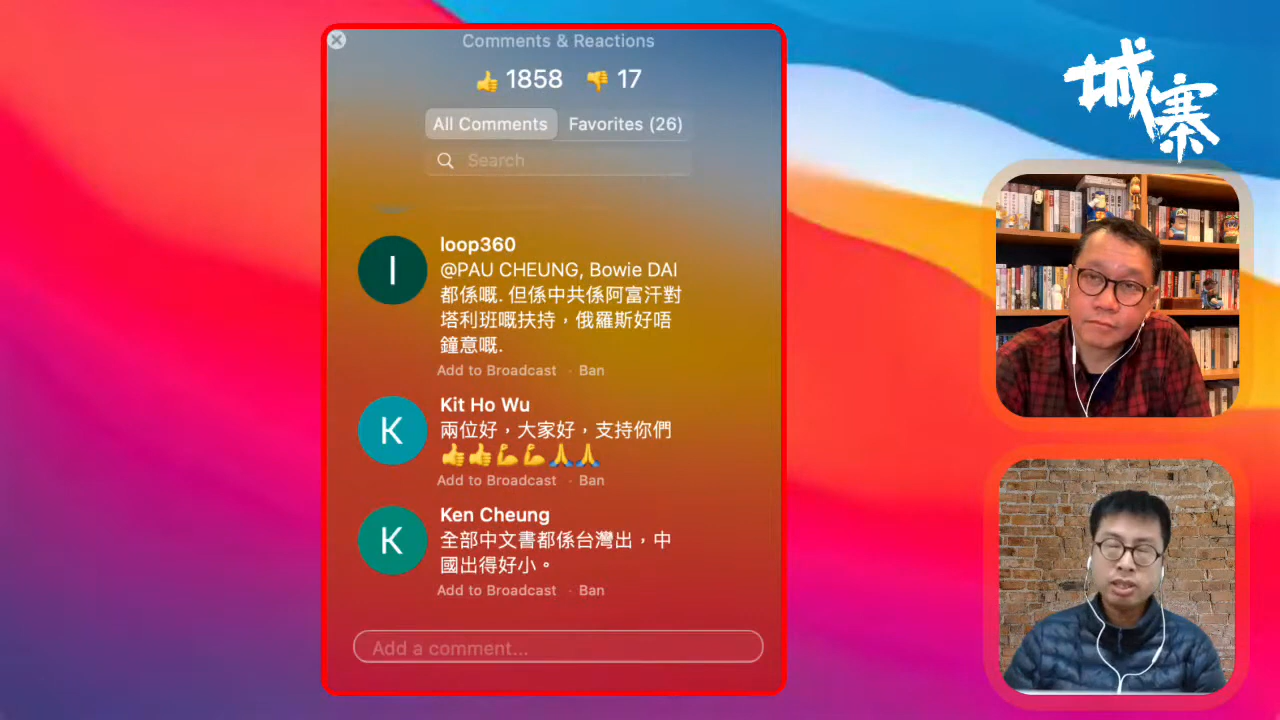 Comments & Reactions
👍 1858 👎 17
All Comments Favorites (26)
Search
城寨
loop360
@PAU CHEUNG, Bowie DAI
都係嘅. 但係中共係阿富汗對
塔利班嘅扶持，俄羅斯好唔
鐘意嘅.
Add to Broadcast · Ban
K
Kit Ho Wu
兩位好，大家好，支持你們
👍👍💪💪🙏🙏
Add to Broadcast · Ban
K
Ken Cheung
全部中文書都係台灣出，中
國出得好小。
Add to Broadcast · Ban
Add a comment...